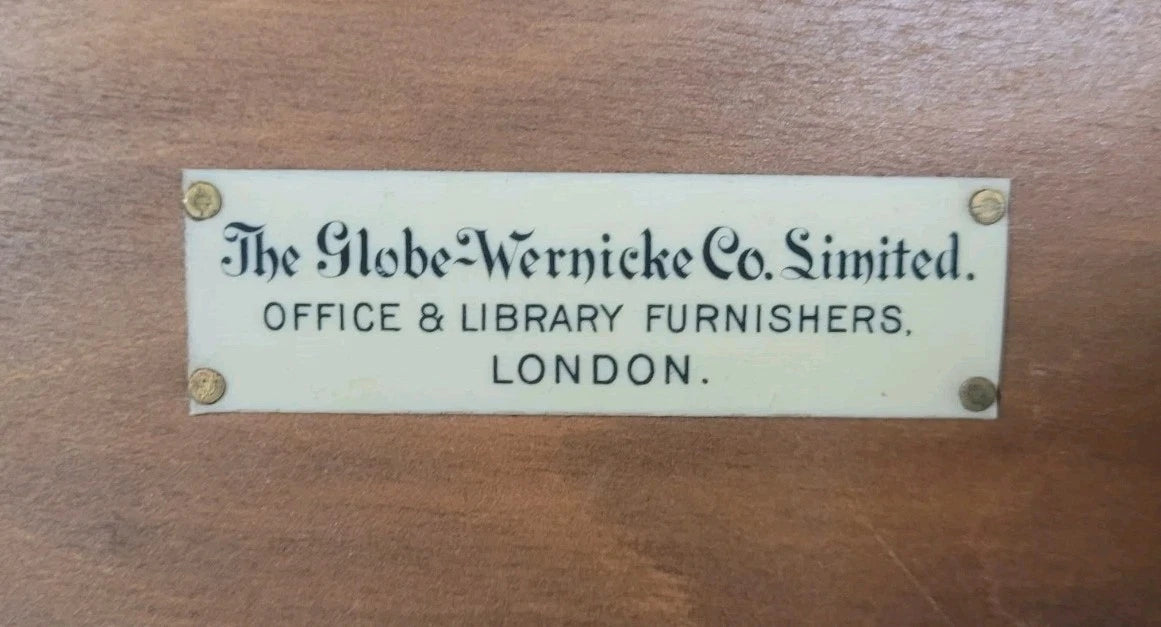 The Globe-Wernicke Co. Limited.
OFFICE & LIBRARY FURNISHERS,
LONDON.